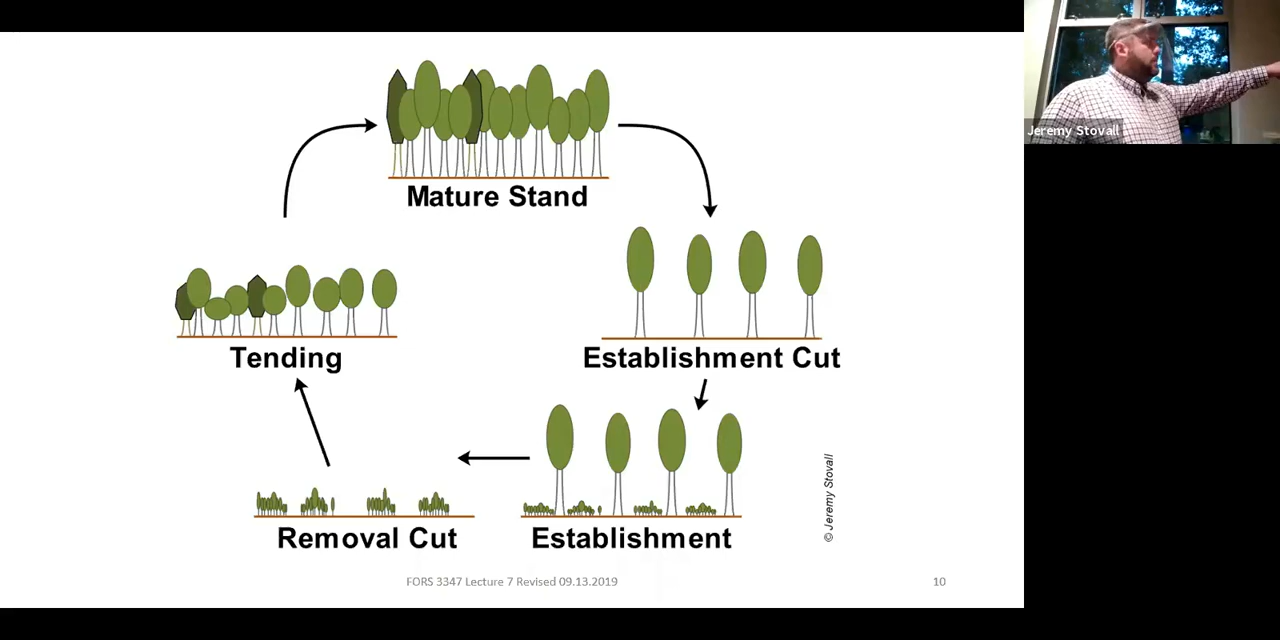 Jeremy Stovall
Mature Stand
Tending
Establishment Cut
Removal Cut
Establishment
© Jeremy Stovall
FORS 3347 Lecture 7 Revised 09.13.2019
10